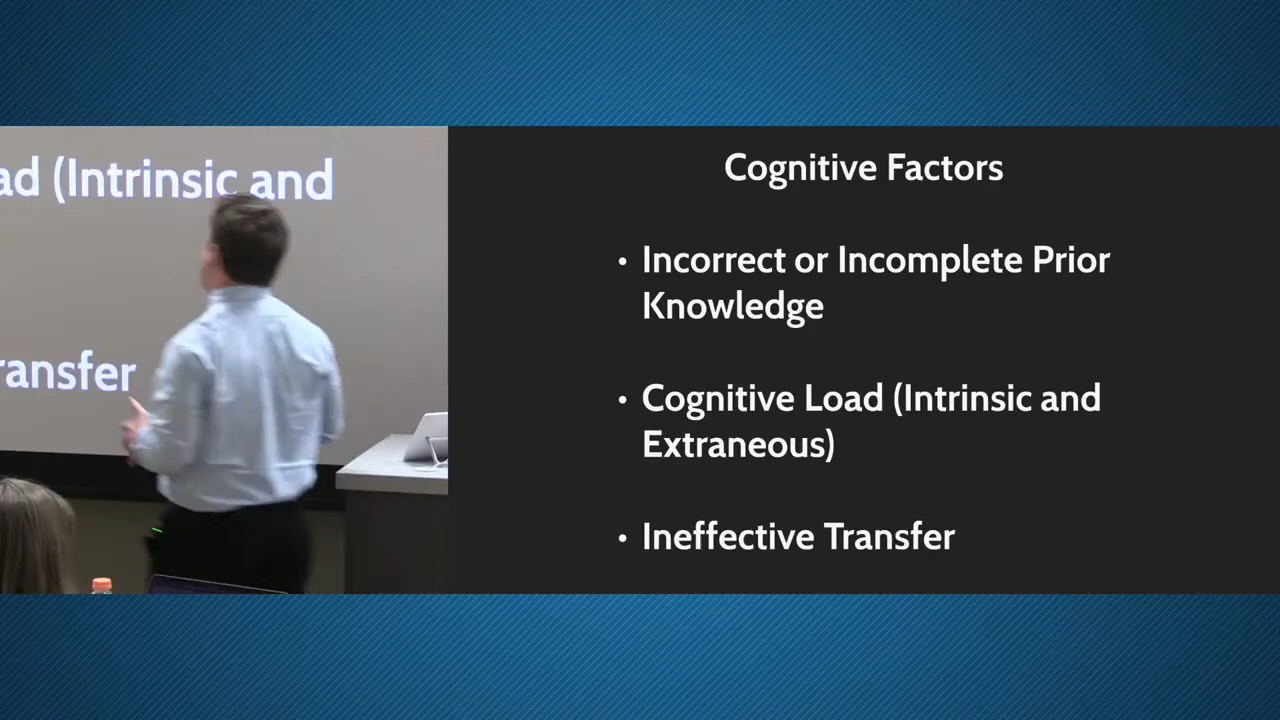 ad (Intrinsic and
ransfer
Cognitive Factors
• Incorrect or Incomplete Prior
Knowledge
• Cognitive Load (Intrinsic and
Extraneous)
• Ineffective Transfer